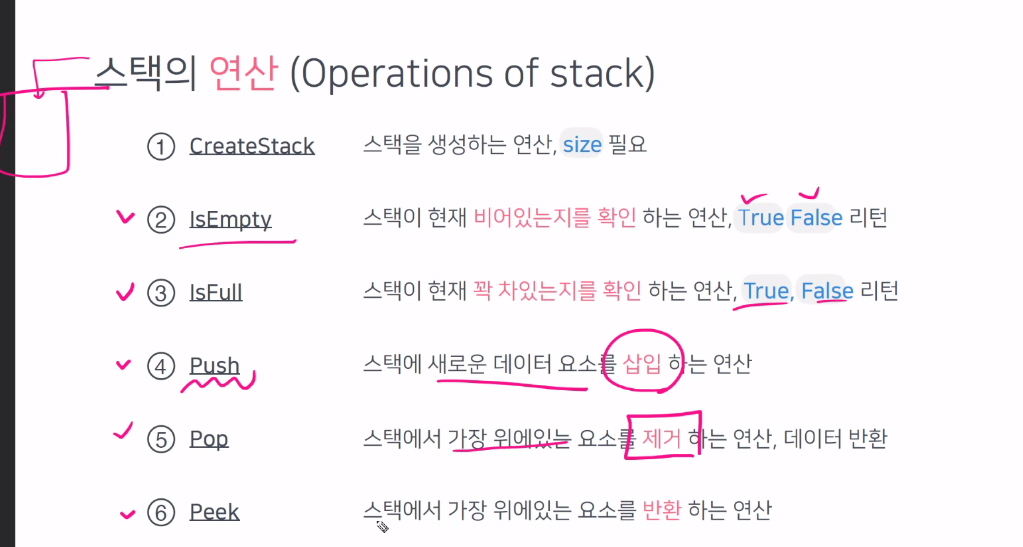 스택의 연산 (Operations of stack)
① CreateStack 스택을 생성하는 연산, size 필요
② IsEmpty 스택이 현재 비어있는지를 확인 하는 연산, True False 리턴
③ IsFull 스택이 현재 꽉 차있는지를 확인 하는 연산, True, False 리턴
④ Push 스택에 새로운 데이터 요소를 삽입 하는 연산
⑤ Pop 스택에서 가장 위에있는 요소를 제거 하는 연산, 데이터 반환
⑥ Peek 스택에서 가장 위에있는 요소를 반환 하는 연산